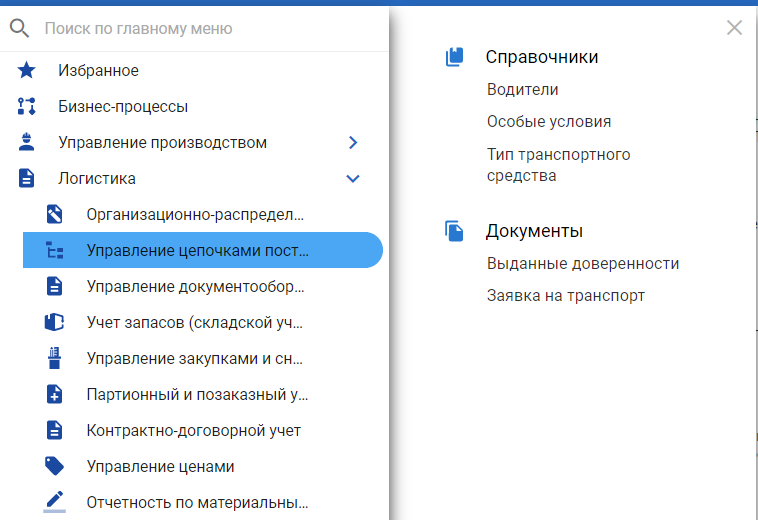 Поиск по главному меню
Избранное
Бизнес-процессы
Управление производством
Логистика
Организационно-распредел...
Управление цепочками пост...
Управление документообор...
Учет запасов (складской уч...
Управление закупками и сн...
Партионный и позаказный у...
Контрактно-договорной учет
Управление ценами
Отчетность по материальны...
Справочники
Водители
Особые условия
Тип транспортного
средства
Документы
Выданные доверенности
Заявка на транспорт